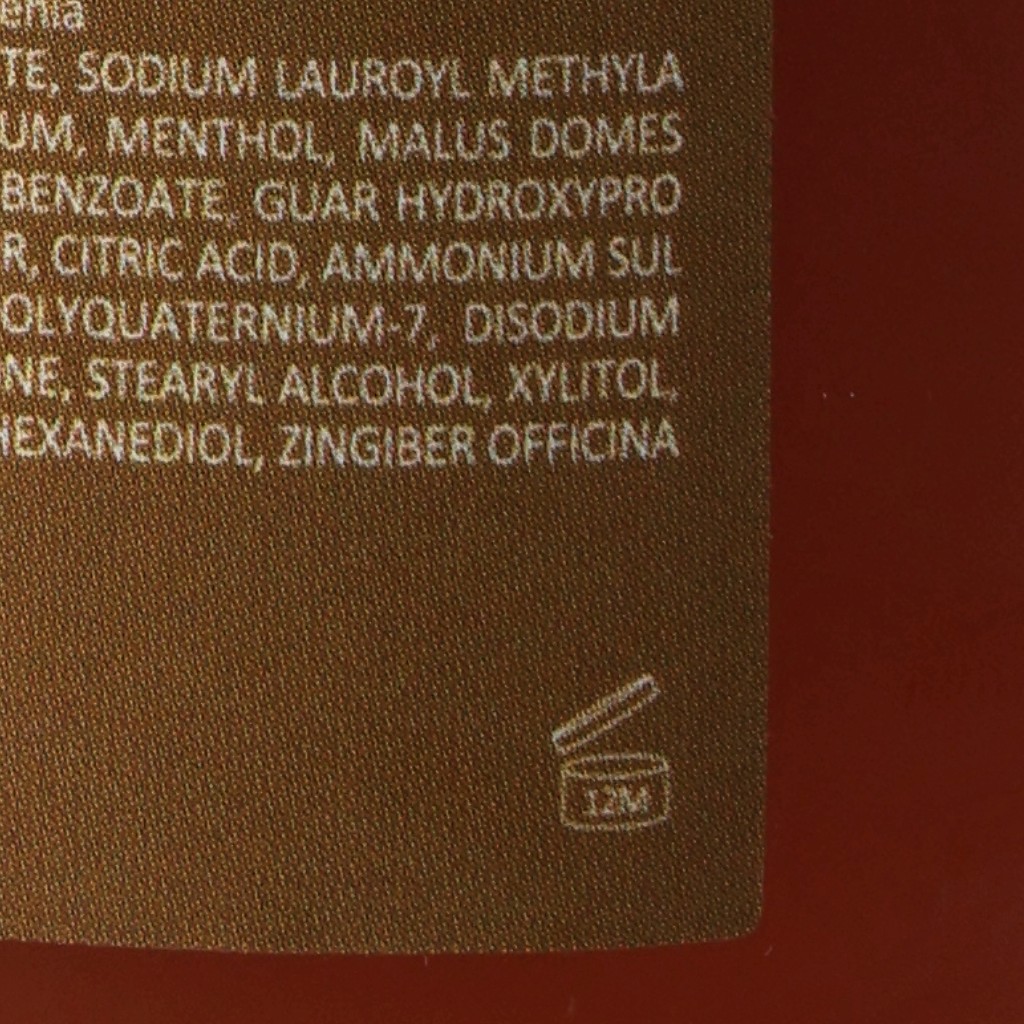 enia
TE, SODIUM LAUROYL METHYLA
UM, MENTHOL, MALUS DOMES
BENZOATE, GUAR HYDROXYPRO
R, CITRIC ACID, AMMONIUM SUL
OLYQUATERNIUM-7, DISODIUM
NE, STEARYL ALCOHOL, XYLITOL,
HEXANEDIOL, ZINGIBER OFFICINA
12M